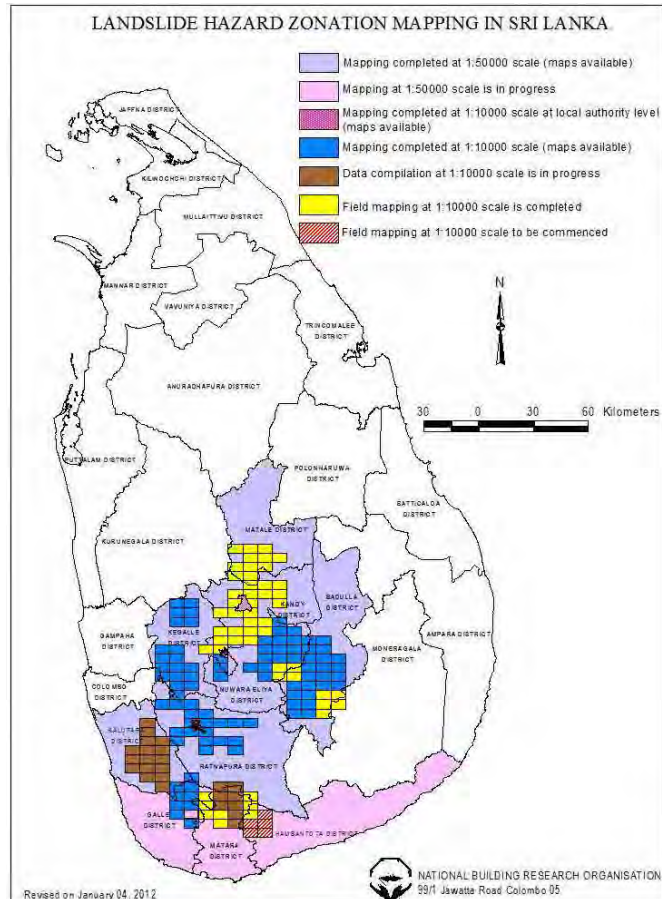 LANDSLIDE HAZARD ZONATION MAPPING IN SRI LANKA
Mapping completed at 1:50000 scale (maps available)
Mapping at 1:50000 scale is in progress
Mapping completed at 1:10000 scale at local authority level
(maps available)
Mapping completed at 1:10000 scale (maps available)
Data compilation at 1:10000 scale is in progress
Field mapping at 1:10000 scale is completed
Field mapping at 1:10000 scale to be commenced
JAFFNA DISTRICT
KILINOCHCHI DISTRICT
MULLAITTIVU DISTRICT
MANNAR DISTRICT
VAVUNIYA DISTRICT
TRINCOMALEE
DISTRICT
N
ANURADHAPURA DISTRICT
30 0 30 60 Kilometers
PUTTALAM DISTRICT
POLONNARUWA
DISTRICT
BATTICALOA
DISTRICT
KURUNEGALA DISTRICT
MATALE DISTRICT
KANDY
DISTRICT
BADULLA
DISTRICT
GAMPAHA
DISTRICT
KEGALLE
DISTRICT
MONERAGALA
DISTRICT
AMPARA DISTRICT
COLOMBO
DISTRICT
NUWARA ELIYA
DISTRICT
KALUTARA
DISTRICT
RATNAPURA DISTRICT
GALLE
DISTRICT
MATARA
DISTRICT
HAMBANTOTA DISTRICT
NATIONAL BUILDING RESEARCH ORGANISATION
99/1 Jawatte Road Colombo 05
Revised on January 04, 2012